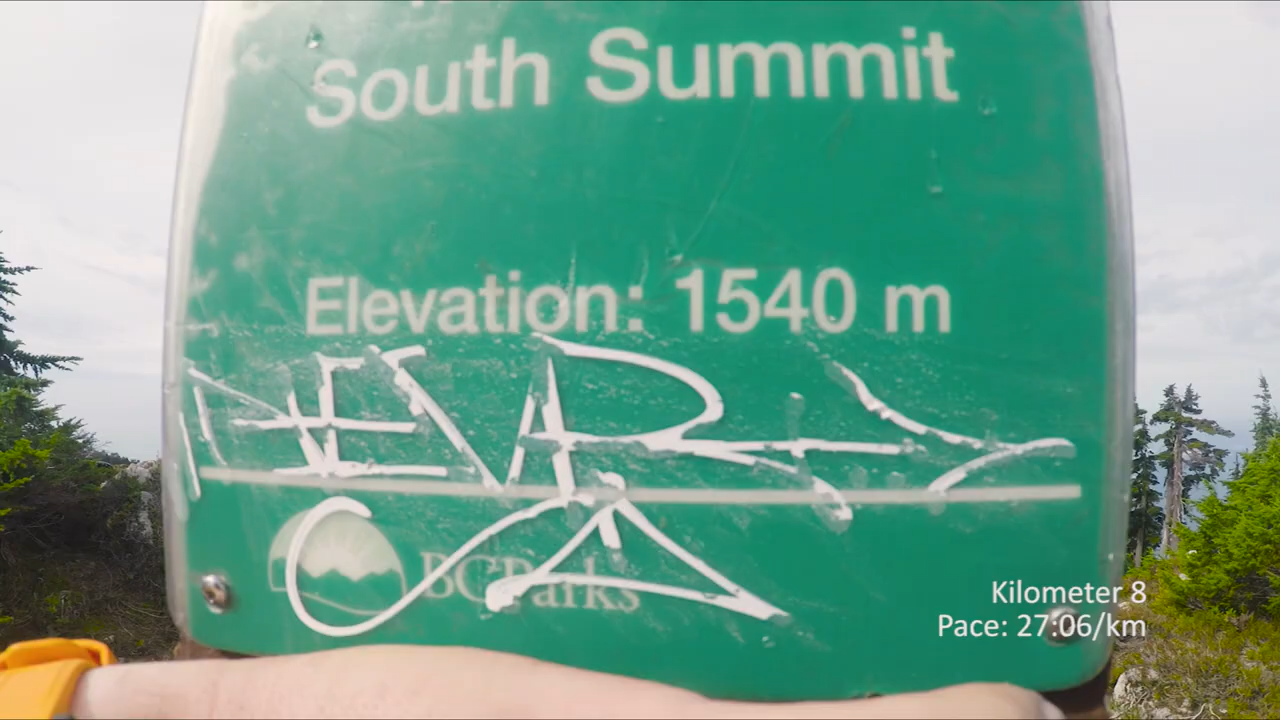 South Summit
Elevation: 1540 m
BCParks
Kilometer 8
Pace: 27:06/km